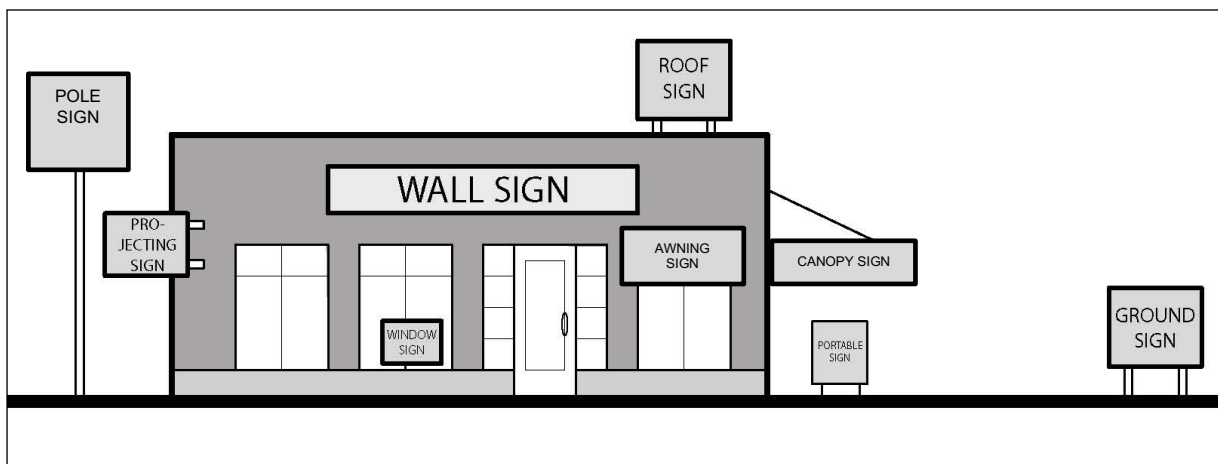 ROOF
SIGN
POLE
SIGN
WALL SIGN
PRO-
JECTING
SIGN
AWNING
SIGN
CANOPY SIGN
WINDOW
SIGN
PORTABLE
SIGN
GROUND
SIGN